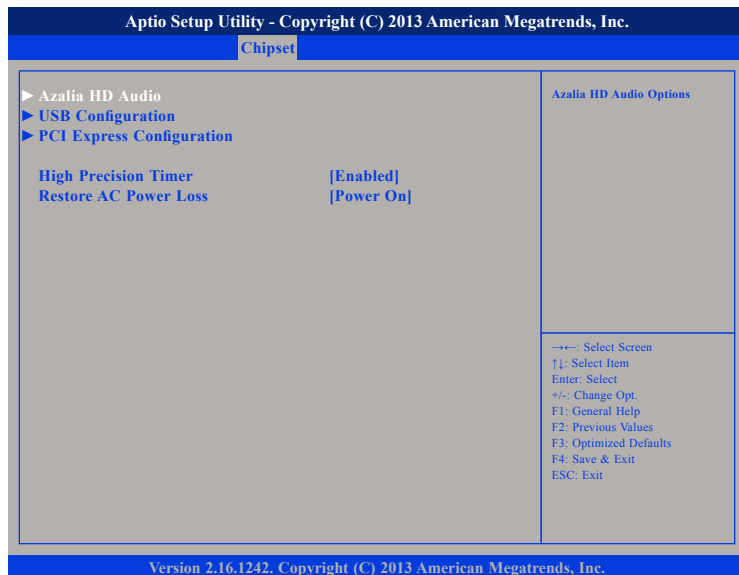 Aptio Setup Utility - Copyright (C) 2013 American Megatrends, Inc.
Chipset
► Azalia HD Audio
► USB Configuration
► PCI Express Configuration
High Precision Timer [Enabled]
Restore AC Power Loss [Power On]
Azalia HD Audio Options
→←: Select Screen
↑↓: Select Item
Enter: Select
+/-: Change Opt.
F1: General Help
F2: Previous Values
F3: Optimized Defaults
F4: Save & Exit
ESC: Exit
Version 2.16.1242. Copyright (C) 2013 American Megatrends, Inc.